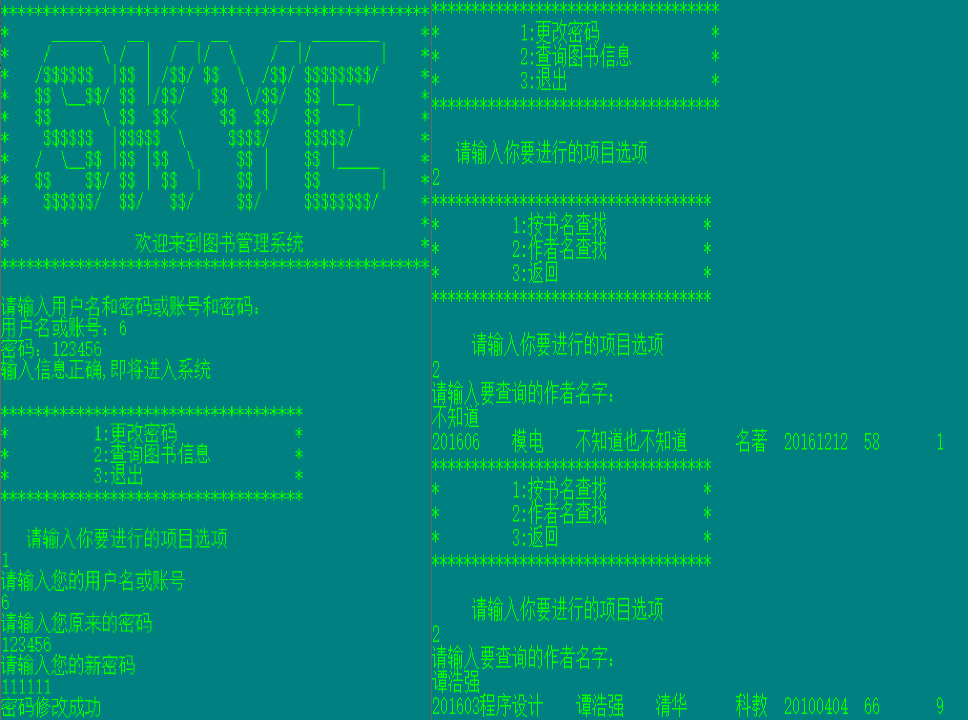 ***************************************************
*      ______   __    __  __      __  ________    *
*     /      \ /  |  /  |/  \    /  |/        |   *
*    /$$$$$$  |$$ | /$$/ $$  \  /$$/ $$$$$$$$/    *
*    $$ \__$$/ $$ |/$$/   $$  \/$$/  $$ |__       *
*    $$      \ $$  $$<     $$  $$/   $$    |      *
*     $$$$$$  |$$$$$  \     $$$$/    $$$$$/       *
*    /  \__$$ |$$ |$$  \     $$ |    $$ |_____    *
*    $$    $$/ $$ | $$  |    $$ |    $$       |   *
*     $$$$$$/  $$/   $$/     $$/     $$$$$$$$/    *
*                                                 *
*               欢迎来到图书管理系统               *
***************************************************
请输入用户名和密码或账号和密码:
用户名或账号: 6
密码: 123456
输入信息正确,即将进入系统
************************************
*          1:更改密码              *
*          2:查询图书信息          *
*          3:退出                  *
************************************
请输入你要进行的项目选项
1
请输入您的用户名或账号
6
请输入您原来的密码
123456
请输入您的新密码
111111
密码修改成功
************************************
*          1:更改密码              *
*          2:查询图书信息          *
*          3:退出                  *
************************************
请输入你要进行的项目选项
2
***********************************
*         1:按书名查找            *
*         2:作者名查找            *
*         3:返回                  *
***********************************
请输入你要进行的项目选项
2
请输入要查询的作者名字:
不知道
201606    模电    不知道也不知道      名著  20161212  58       1
***********************************
*         1:按书名查找            *
*         2:作者名查找            *
*         3:返回                  *
***********************************
请输入你要进行的项目选项
2
请输入要查询的作者名字:
谭浩强
201603程序设计    谭浩强    清华      科教  20100404  66       9